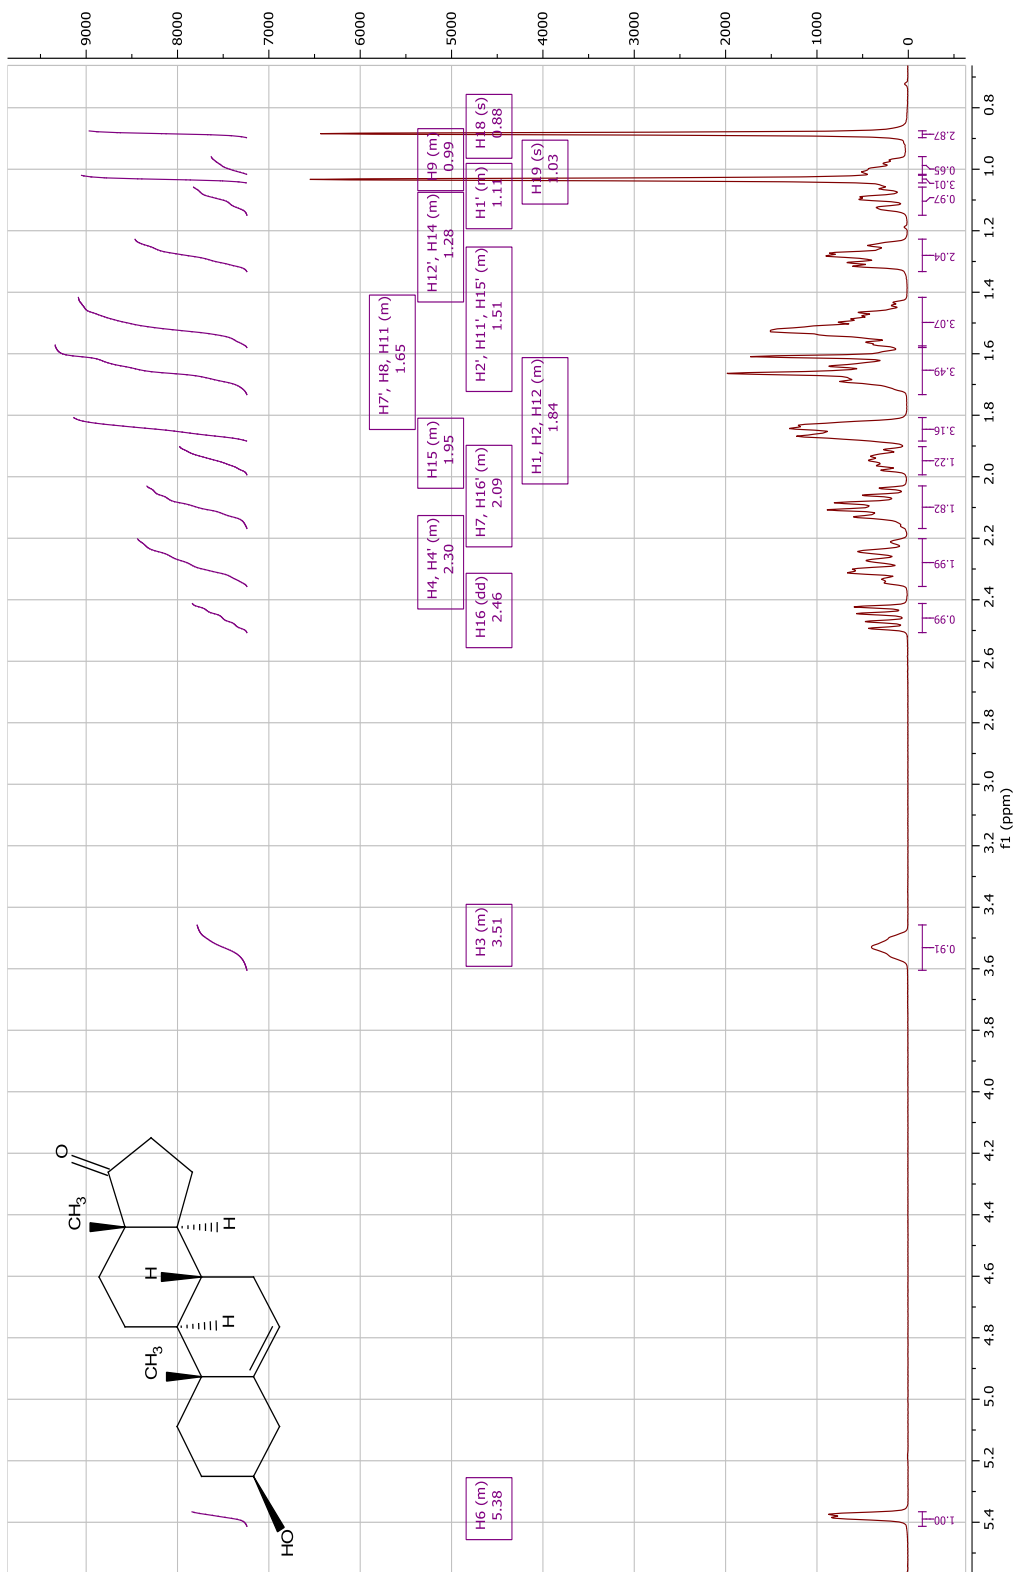 H6 (m)
5.38
H3 (m)
3.51
H16 (dd)
2.46
H4, H4' (m)
2.30
H7, H16' (m)
2.09
H15 (m)
1.95
H1, H2, H12 (m)
1.84
H7', H8, H11 (m)
1.65
H2', H11', H15' (m)
1.51
H12', H14 (m)
1.28
H1' (m)
1.11
H19 (s)
1.03
H9 (m)
0.99
H18 (s)
0.88
O
CH3
H
H
H
CH3
HO
9000
8000
7000
6000
5000
4000
3000
2000
1000
0
1.00
0.91
0.99
1.99
1.82
1.22
3.16
3.49
3.07
2.04
0.97
3.01
0.65
2.87
5.4
5.2
5.0
4.8
4.6
4.4
4.2
4.0
3.8
3.6
3.4
3.2
3.0
2.8
2.6
2.4
2.2
2.0
1.8
1.6
1.4
1.2
1.0
0.8
f1 (ppm)